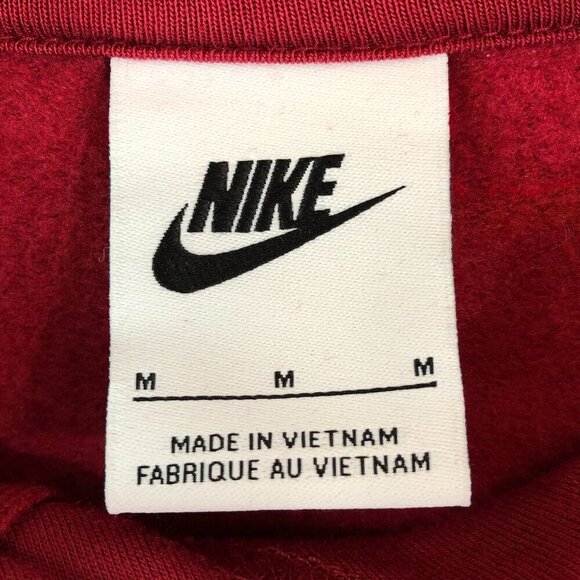 NIKE
M M M
MADE IN VIETNAM
FABRIQUE AU VIETNAM